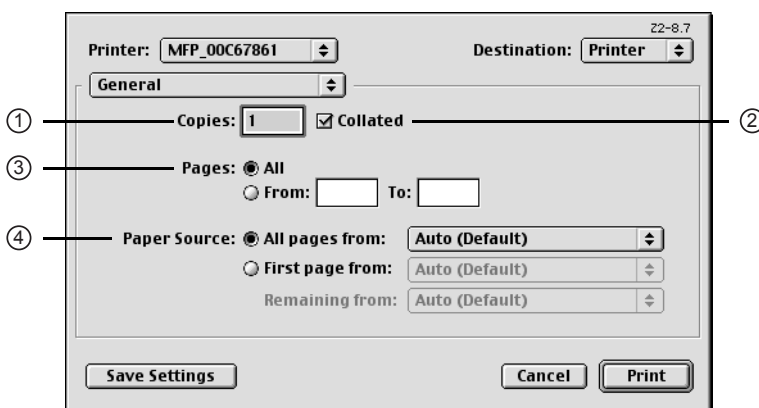 Z2-8.7
Printer: MFP_00C67861 Destination: Printer
General
① Copies: 1 Collated ②
③ Pages: All
From: To:
④ Paper Source: All pages from: Auto (Default)
First page from: Auto (Default)
Remaining from: Auto (Default)
Save Settings Cancel Print